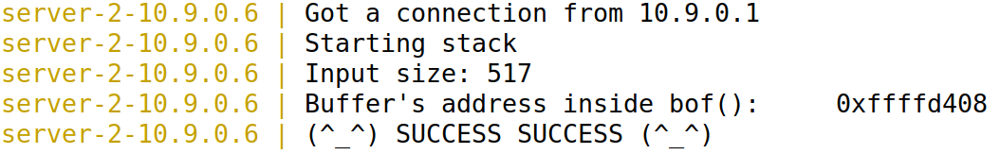 server-2-10.9.0.6 | Got a connection from 10.9.0.1
server-2-10.9.0.6 | Starting stack
server-2-10.9.0.6 | Input size: 517
server-2-10.9.0.6 | Buffer's address inside bof():     0xffffd408
server-2-10.9.0.6 | (^_^) SUCCESS SUCCESS (^_^)